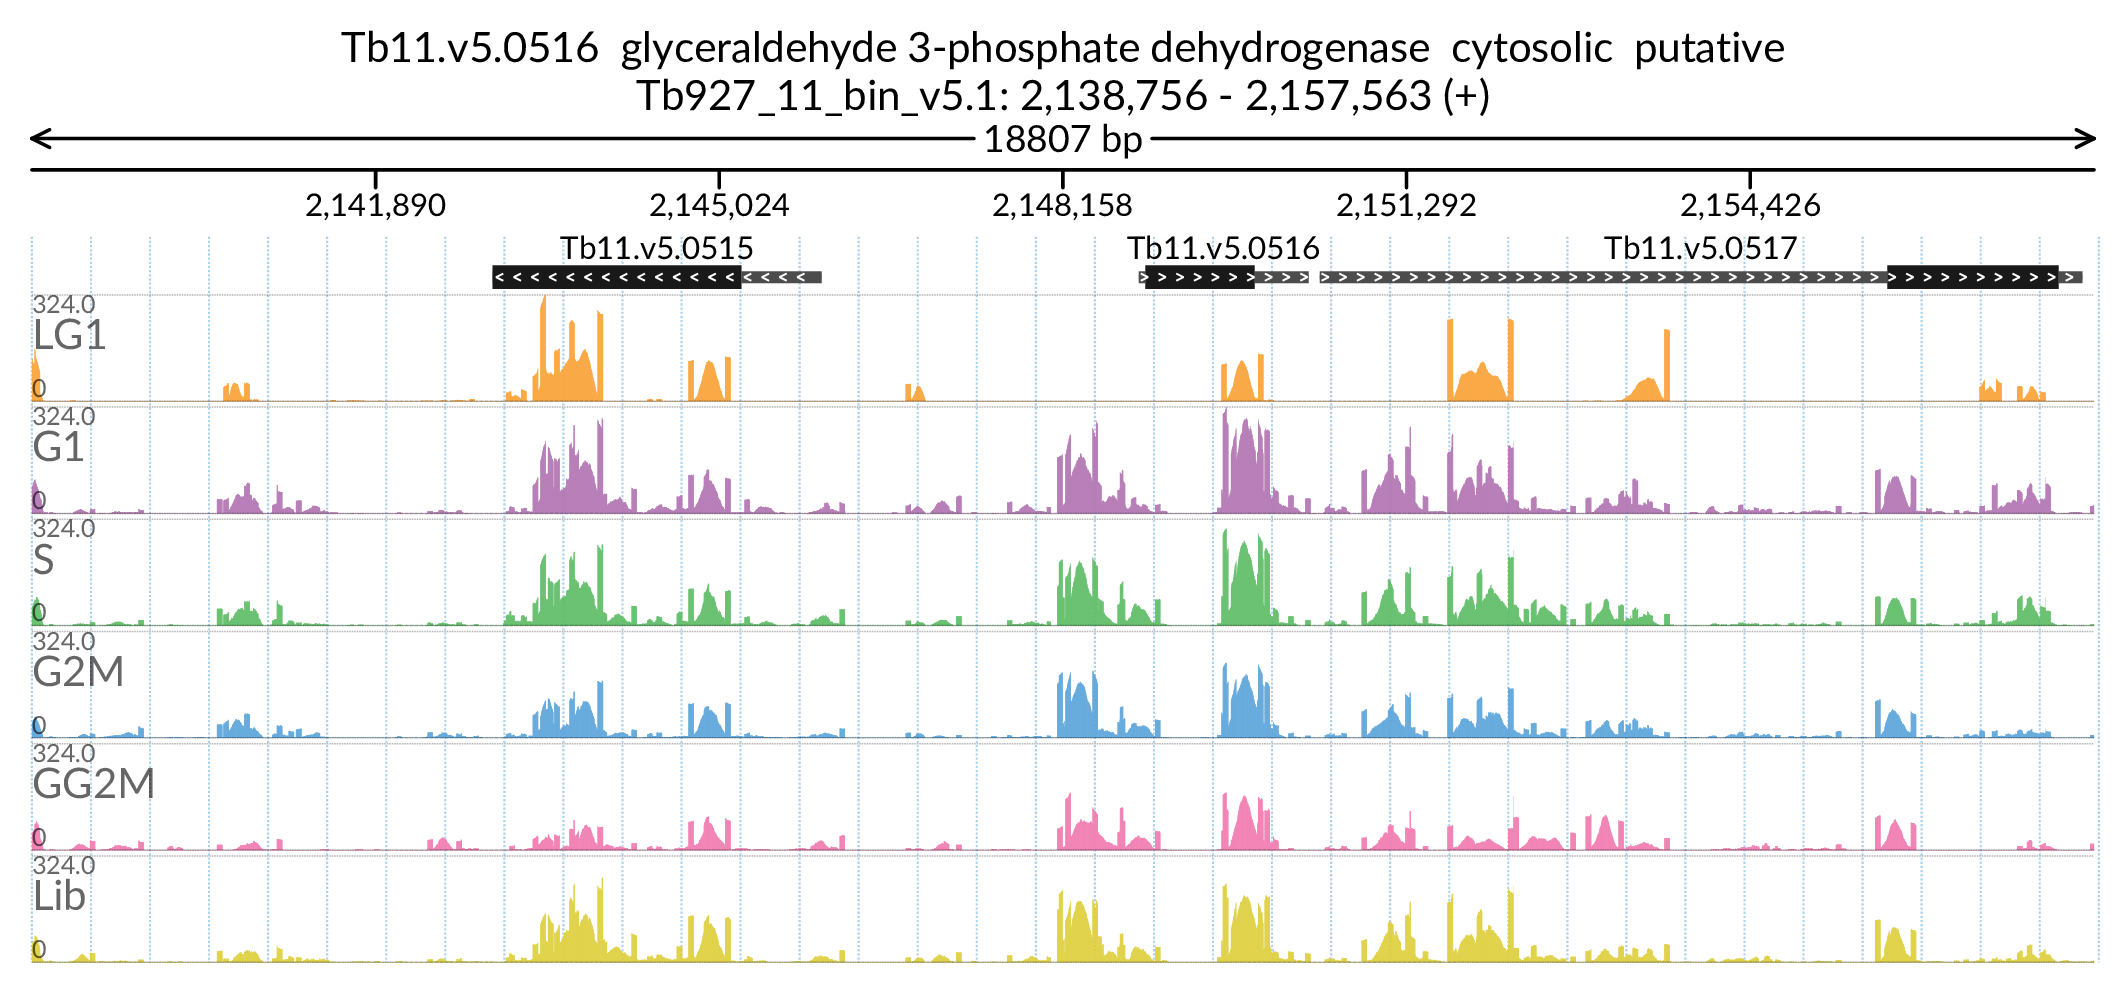 Tb11.v5.0516 glyceraldehyde 3-phosphate dehydrogenase cytosolic putative
Tb927_11_bin_v5.1: 2,138,756 - 2,157,563 (+)
18807 bp
2,141,890 2,145,024 2,148,158 2,151,292 2,154,426
Tb11.v5.0515 Tb11.v5.0516 Tb11.v5.0517
324.0
LG1
0
324.0
G1
0
324.0
S
0
324.0
G2M
0
324.0
GG2M
0
324.0
Lib
0